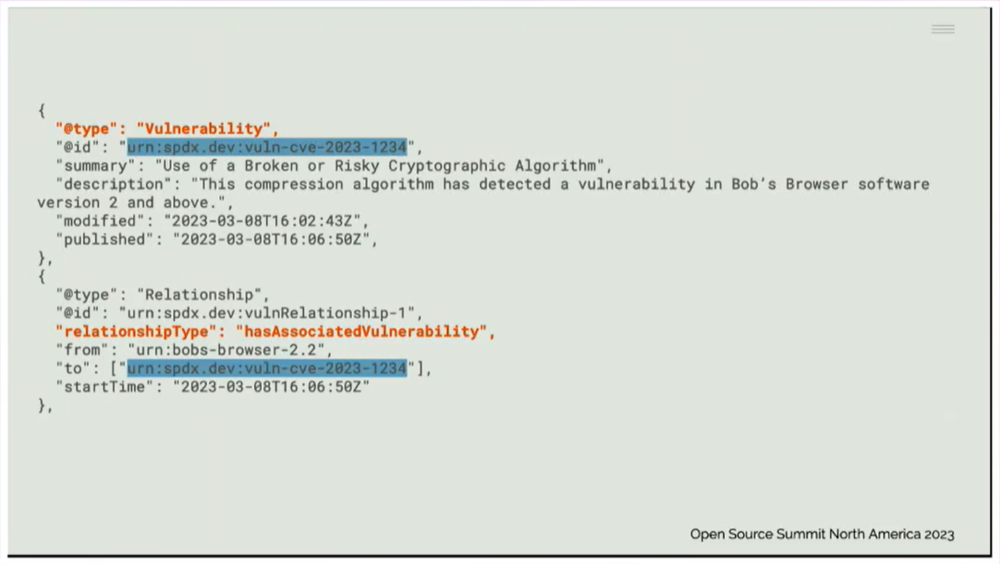 {
"@type": "Vulnerability",
"@id": "urn:spdx.dev:vuln-cve-2023-1234",
"summary": "Use of a Broken or Risky Cryptographic Algorithm",
"description": "This compression algorithm has detected a vulnerability in Bob's Browser software
version 2 and above.",
"modified": "2023-03-08T16:02:43Z",
"published": "2023-03-08T16:06:50Z",
},
{
"@type": "Relationship",
"@id": "urn:spdx.dev:vulnRelationship-1",
"relationshipType": "hasAssociatedVulnerability",
"from": "urn:bobs-browser-2.2",
"to": ["urn:spdx.dev:vuln-cve-2023-1234"],
"startTime": "2023-03-08T16:06:50Z"
},
Open Source Summit North America 2023